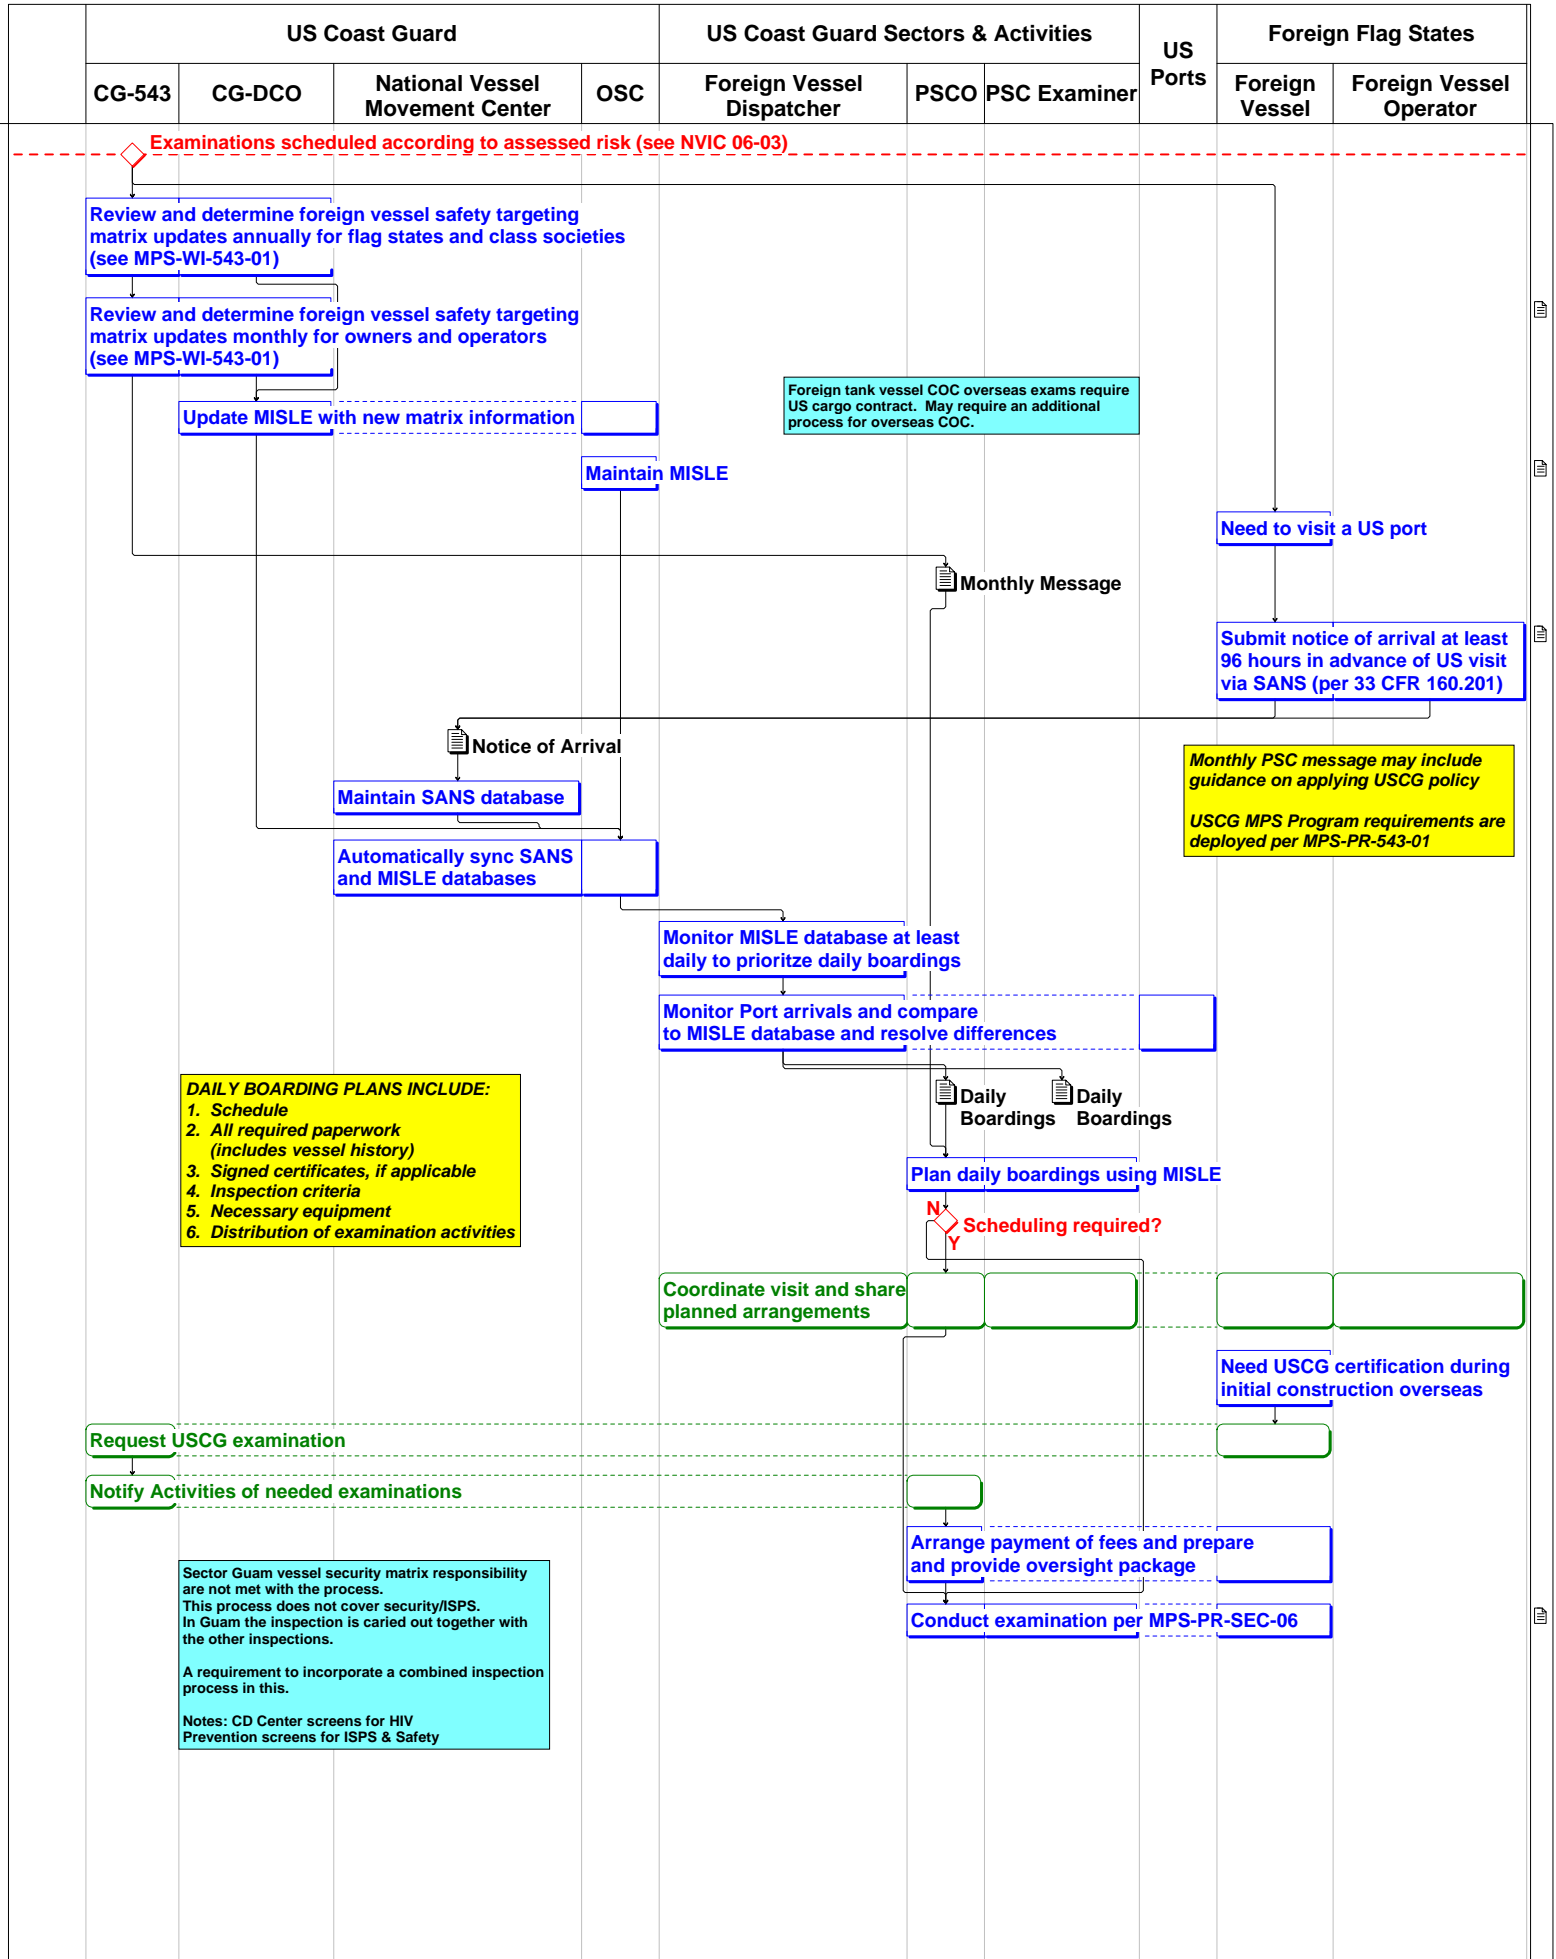 US Coast Guard
US Coast Guard Sectors & Activities
US
Ports
Foreign Flag States
CG-543
CG-DCO
National Vessel
Movement Center
OSC
Foreign Vessel
Dispatcher
PSCO
PSC Examiner
Foreign
Vessel
Foreign Vessel
Operator
Examinations scheduled according to assessed risk (see NVIC 06-03)
Review and determine foreign vessel safety targeting
matrix updates annually for flag states and class societies
(see MPS-WI-543-01)
Review and determine foreign vessel safety targeting
matrix updates monthly for owners and operators
(see MPS-WI-543-01)
Foreign tank vessel COC overseas exams require
US cargo contract.  May require an additional
process for overseas COC.
Update MISLE with new matrix information
Maintain MISLE
Need to visit a US port
Monthly Message
Submit notice of arrival at least
96 hours in advance of US visit
via SANS (per 33 CFR 160.201)
Notice of Arrival
Monthly PSC message may include
guidance on applying USCG policy
USCG MPS Program requirements are
deployed per MPS-PR-543-01
Maintain SANS database
Automatically sync SANS
and MISLE databases
Monitor MISLE database at least
daily to prioritze daily boardings
Monitor Port arrivals and compare
to MISLE database and resolve differences
DAILY BOARDING PLANS INCLUDE:
1.  Schedule
2.  All required paperwork
(includes vessel history)
3.  Signed certificates, if applicable
4.  Inspection criteria
5.  Necessary equipment
6.  Distribution of examination activities
Daily
Boardings
Daily
Boardings
Plan daily boardings using MISLE
N
Scheduling required?
Y
Coordinate visit and share
planned arrangements
Need USCG certification during
initial construction overseas
Request USCG examination
Notify Activities of needed examinations
Arrange payment of fees and prepare
and provide oversight package
Sector Guam vessel security matrix responsibility
are not met with the process.
This process does not cover security/ISPS.
In Guam the inspection is caried out together with
the other inspections.
A requirement to incorporate a combined inspection
process in this.
Notes: CD Center screens for HIV
Prevention screens for ISPS & Safety
Conduct examination per MPS-PR-SEC-06